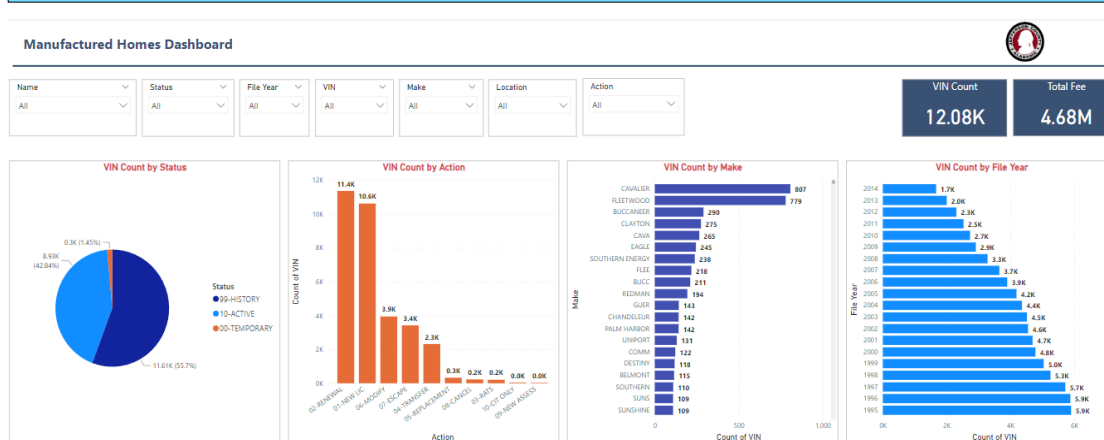 Manufactured Homes Dashboard
Name
All
Status
All
File Year
All
VIN
All
Make
All
Location
All
Action
All
VIN Count
12.08K
Total Fee
4.68M
VIN Count by Status
0.3K (1.45%)
8.93K
(42.84%)
11.61K (55.7%)
Status
99-HISTORY
10-ACTIVE
00-TEMPORARY
VIN Count by Action
Count of VIN
12K
10K
8K
6K
4K
2K
0K
11.4K
10.6K
3.9K
3.4K
2.3K
0.3K
0.2K
0.2K
0.0K
0.0K
02-RENEWAL
01-NEW LIC
06-MODIFY
07-ESCAPE
04-TRANSFER
05-REPLACEMENT
08-CANCEL
03-RATS
10-CIT ONLY
09-NEW ASSESS
Action
VIN Count by Make
Make
CAVALIER 807
FLEETWOOD 779
BUCCANEER 290
CLAYTON 275
CAVA 265
EAGLE 245
SOUTHERN ENERGY 238
FLEE 218
BUCC 211
REDMAN 194
GUER 143
CHANDELEUR 142
PALM HARBOR 142
UNIPORT 131
COMM 122
DESTINY 118
BELMONT 115
SOUTHERN 110
SUNS 109
SUNSHINE 109
0 500 1,000
Count of VIN
VIN Count by File Year
File Year
2014 1.7K
2013 2.0K
2012 2.3K
2011 2.5K
2010 2.7K
2009 2.9K
2008 3.3K
2007 3.7K
2006 3.9K
2005 4.2K
2004 4.4K
2003 4.5K
2002 4.6K
2001 4.7K
2000 4.8K
1999 5.0K
1998 5.3K
1997 5.7K
1996 5.9K
1995 5.9K
0K 2K 4K 6K
Count of VIN